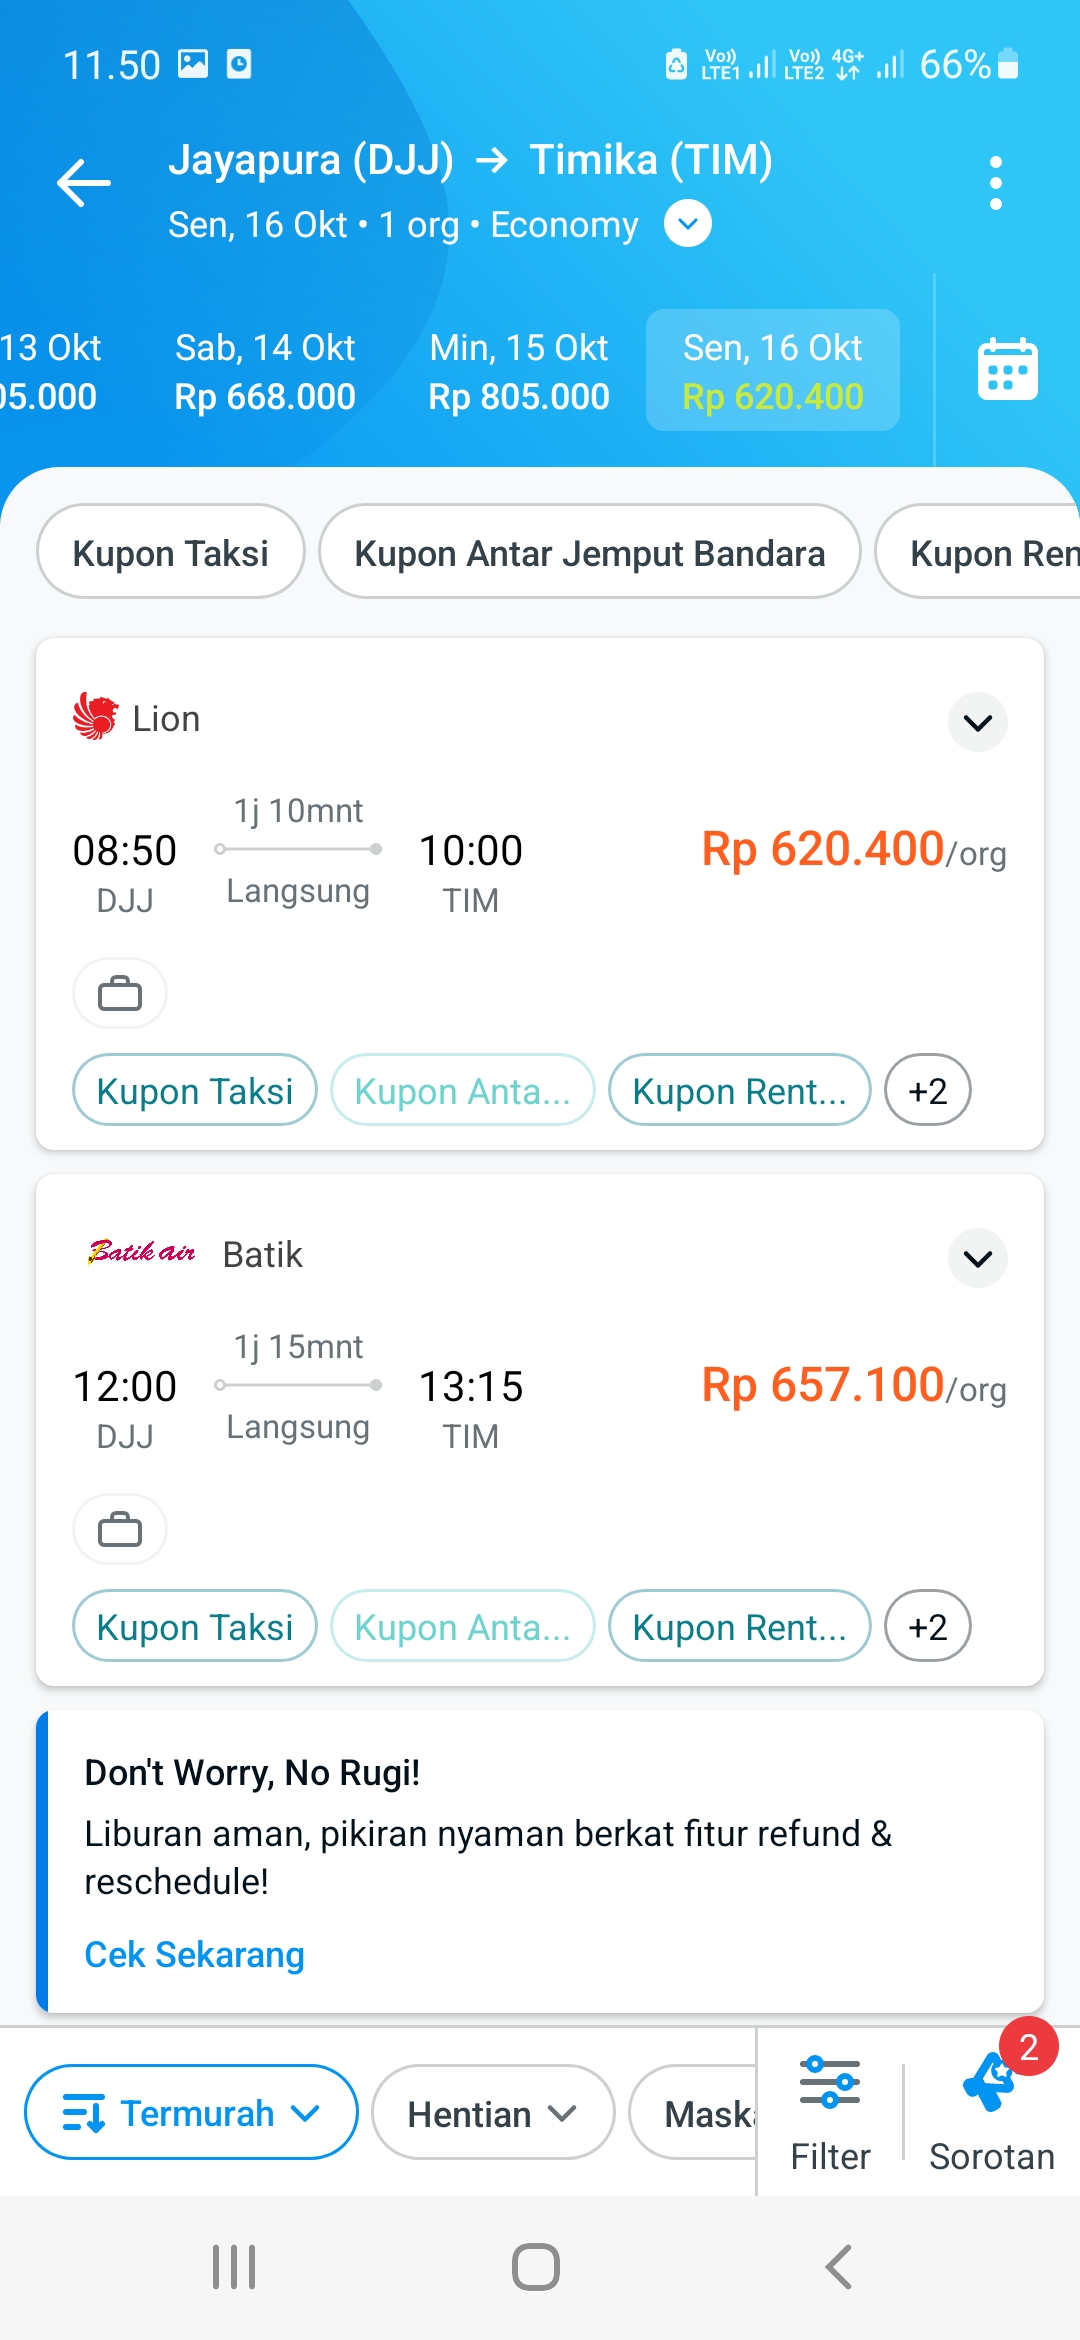 11.50
Vo)) LTE1 Vo)) LTE2 4G+ 66%
Jayapura (DJJ) → Timika (TIM)
Sen, 16 Okt • 1 org • Economy
13 Okt Sab, 14 Okt Min, 15 Okt Sen, 16 Okt
05.000 Rp 668.000 Rp 805.000 Rp 620.400
Kupon Taksi Kupon Antar Jemput Bandara Kupon Ren
Lion
1j 10mnt
08:50 10:00 Rp 620.400/org
DJJ Langsung TIM
Kupon Taksi Kupon Anta... Kupon Rent... +2
Batik air Batik
1j 15mnt
12:00 13:15 Rp 657.100/org
DJJ Langsung TIM
Kupon Taksi Kupon Anta... Kupon Rent... +2
Don't Worry, No Rugi!
Liburan aman, pikiran nyaman berkat fitur refund &
reschedule!
Cek Sekarang
2
Termurah Hentian Maska
Filter Sorotan